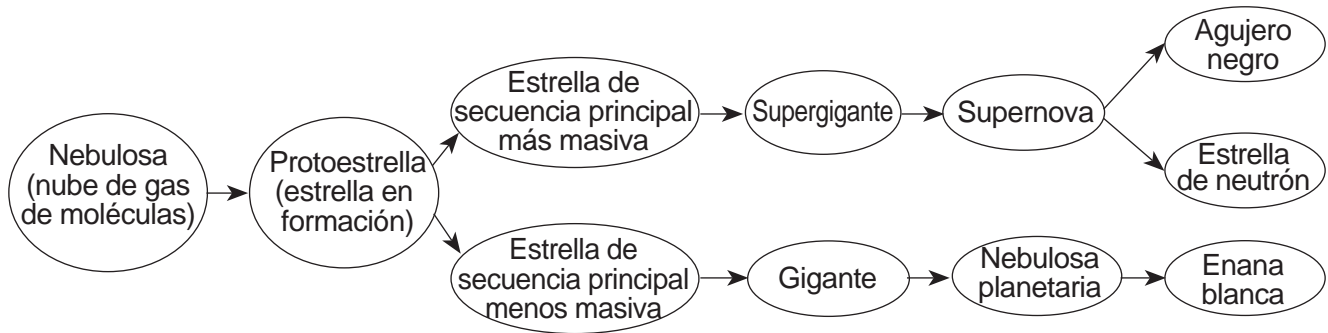 Nebulosa
(nube de gas
de moléculas)
Protoestrella
(estrella en
formación)
Estrella de
secuencia principal
más masiva
Supergigante
Supernova
Agujero
negro
Estrella
de neutrón
Estrella de
secuencia principal
menos masiva
Gigante
Nebulosa
planetaria
Enana
blanca